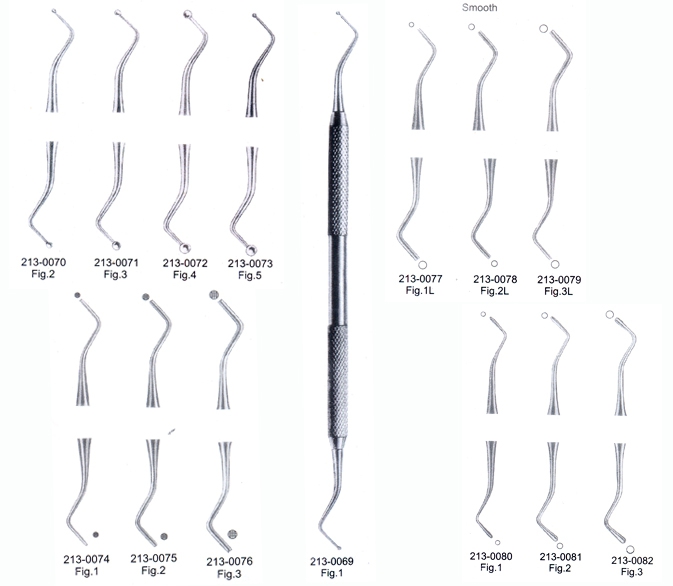 Smooth
213-0070
Fig.2
213-0071
Fig.3
213-0072
Fig.4
213-0073
Fig.5
213-0077
Fig.1L
213-0078
Fig.2L
213-0079
Fig.3L
213-0074
Fig.1
213-0075
Fig.2
213-0076
Fig.3
213-0069
Fig.1
213-0080
Fig.1
213-0081
Fig.2
213-0082
Fig.3